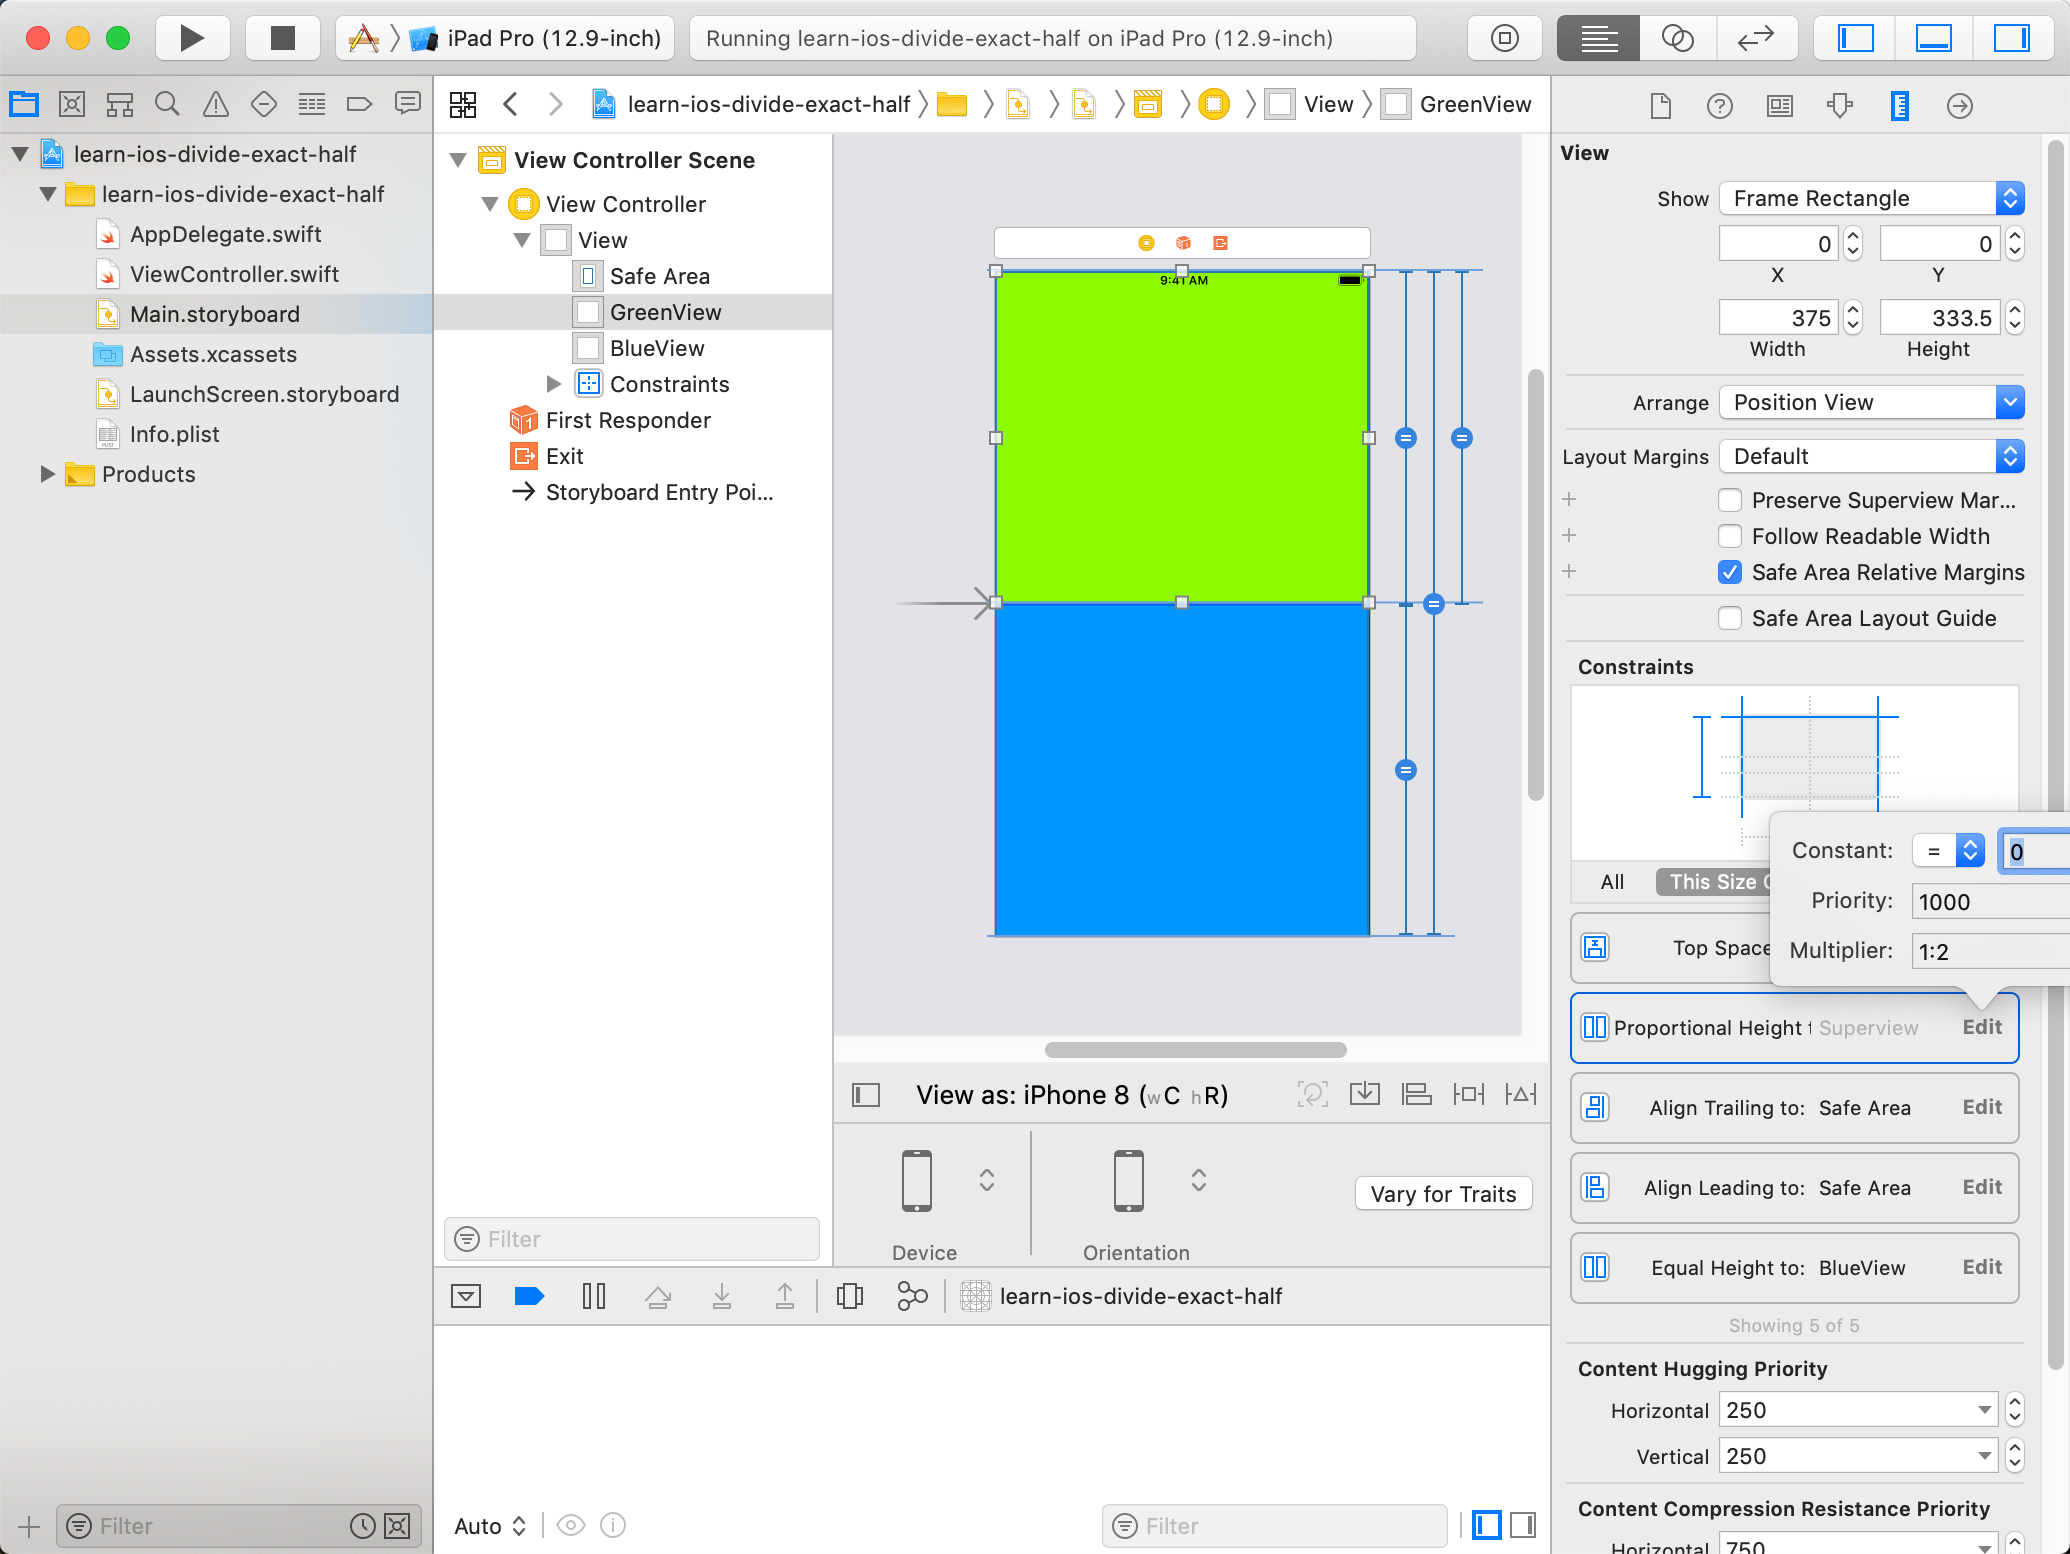 iPad Pro (12.9-inch)
Running learn-ios-divide-exact-half on iPad Pro (12.9-inch)
learn-ios-divide-exact-half
View
GreenView
learn-ios-divide-exact-half
learn-ios-divide-exact-half
AppDelegate.swift
ViewController.swift
Main.storyboard
Assets.xcassets
LaunchScreen.storyboard
Info.plist
Products
Filter
View Controller Scene
View Controller
View
Safe Area
GreenView
BlueView
Constraints
First Responder
Exit
Storyboard Entry Poi...
Filter
9:41 AM
View as: iPhone 8 (wC hR)
Device
Orientation
Vary for Traits
learn-ios-divide-exact-half
Auto
Filter
View
Show
Frame Rectangle
0
0
X
Y
375
333.5
Width
Height
Arrange
Position View
Layout Margins
Default
Preserve Superview Mar...
Follow Readable Width
Safe Area Relative Margins
Safe Area Layout Guide
Constraints
All
This Size
Constant:
=
0
Priority:
1000
Multiplier:
1:2
Top Space
Proportional Height
Superview
Edit
Align Trailing to: Safe Area
Edit
Align Leading to: Safe Area
Edit
Equal Height to: BlueView
Edit
Showing 5 of 5
Content Hugging Priority
Horizontal
250
Vertical
250
Content Compression Resistance Priority
Horizontal
750